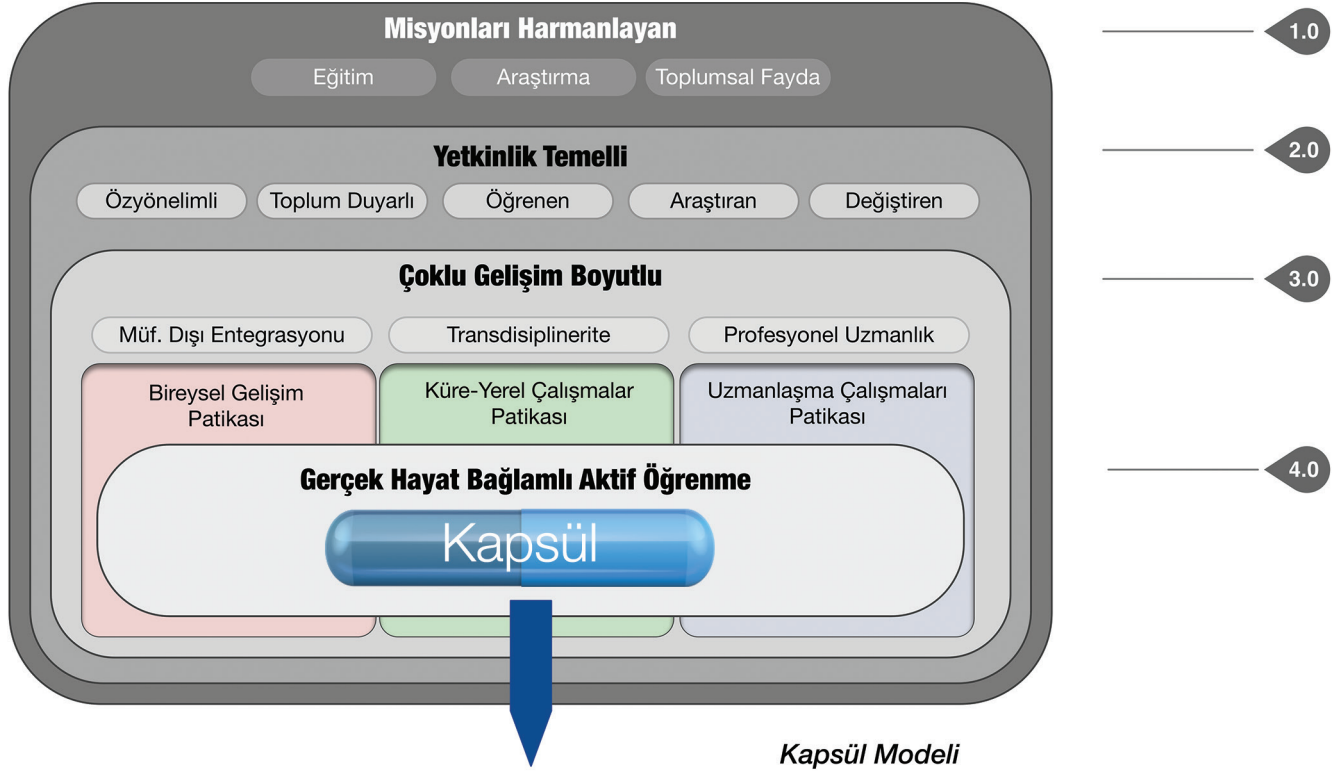 Misyonları Harmanlayan
1.0
Eğitim
Araştırma
Toplumsal Fayda
Yetkinlik Temelli
2.0
Özyönelimli
Toplum Duyarlı
Öğrenen
Araştıran
Değiştiren
Çoklu Gelişim Boyutlu
3.0
Müf. Dışı Entegrasyonu
Transdisiplinerite
Profesyonel Uzmanlık
Bireysel Gelişim
Patikası
Küre-Yerel Çalışmalar
Patikası
Uzmanlaşma Çalışmaları
Patikası
Gerçek Hayat Bağlamlı Aktif Öğrenme
4.0
Kapsül
Kapsül Modeli